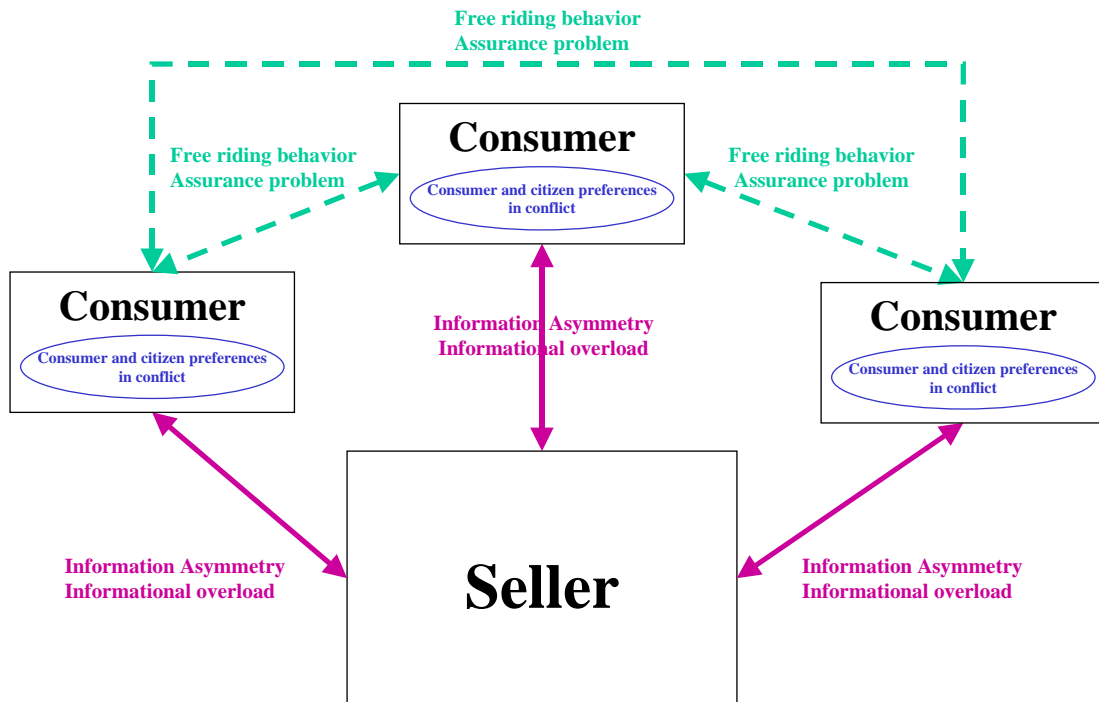 Free riding behavior
Assurance problem
Consumer
Consumer and citizen preferences
in conflict
Free riding behavior
Assurance problem
Free riding behavior
Assurance problem
Consumer
Consumer and citizen preferences
in conflict
Consumer
Consumer and citizen preferences
in conflict
Information Asymmetry
Informational overload
Information Asymmetry
Informational overload
Seller
Information Asymmetry
Informational overload